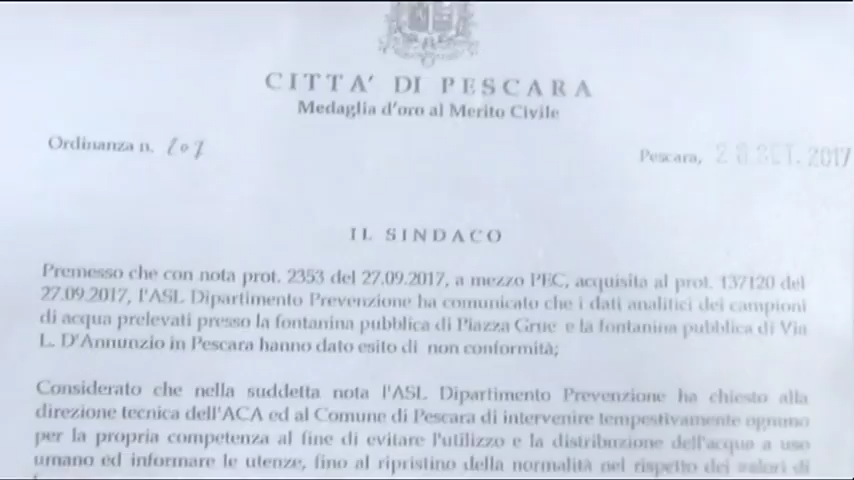 CITTA' DI PESCARA
Medaglia d'oro al Merito Civile
Ordinanza n. 207
Pescara, 28 SET. 2017
IL SINDACO
Premesso che con nota prot. 2353 del 27.09.2017, a mezzo PEC, acquisita al prot. 137120 del
27.09.2017, l'ASL Dipartimento Prevenzione ha comunicato che i dati analitici dei campioni
di acqua prelevati presso la fontanina pubblica di Piazza Grue e la fontanina pubblica di Via
L. D'Annunzio in Pescara hanno dato esito di non conformità;
Considerato che nella suddetta nota l'ASL Dipartimento Prevenzione ha chiesto alla
direzione tecnica dell'ACA ed al Comune di Pescara di intervenire tempestivamente ognuno
per la propria competenza al fine di evitare l'utilizzo e la distribuzione dell'acqua a uso
umano ed informare le utenze, fino al ripristino della normalità nel rispetto dei valori di